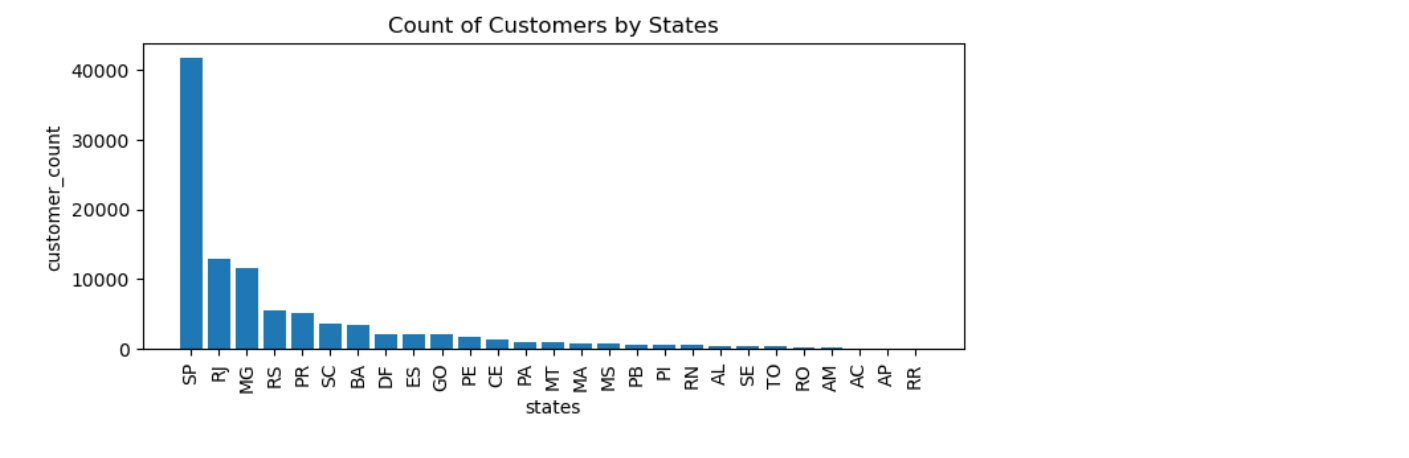 Count of Customers by States
customer_count
40000
30000
20000
10000
0
SP RJ MG RS PR SC BA DF ES GO PE CE PA MT MA MS PB PI RN AL SE TO RO AM AC AP RR
states